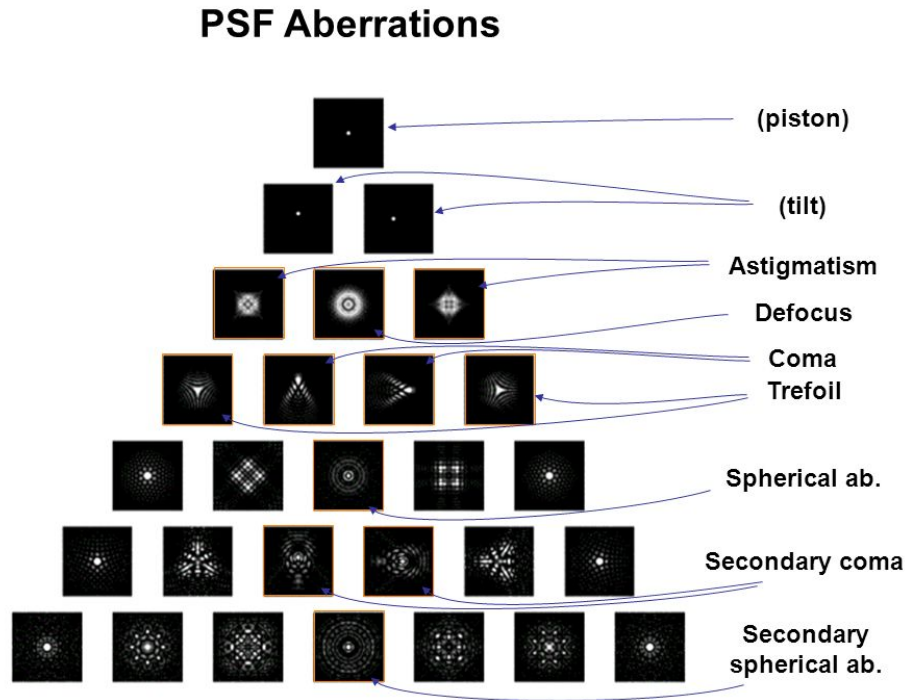 PSF Aberrations
(piston)
(tilt)
Astigmatism
Defocus
Coma
Trefoil
Spherical ab.
Secondary coma
Secondary
spherical ab.